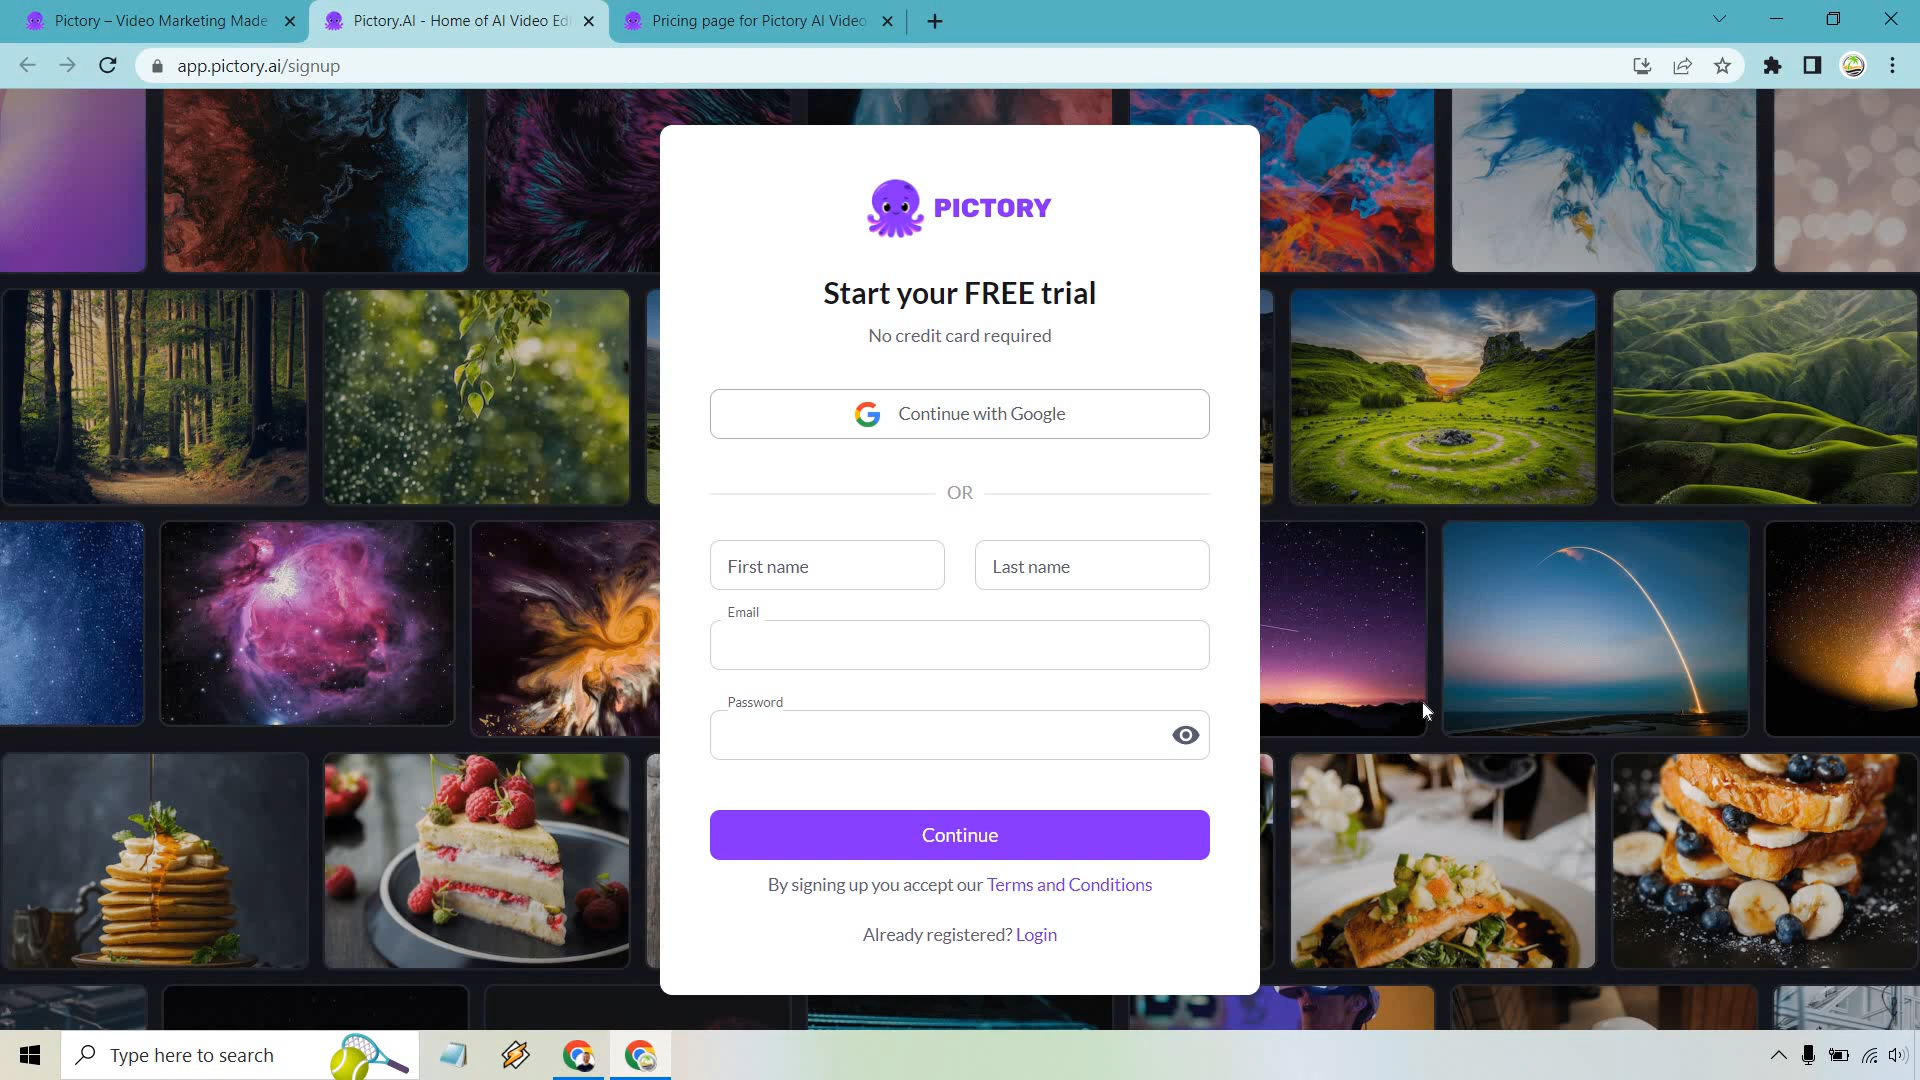 Pictory – Video Marketing Made
Pictory.AI - Home of AI Video Edi
Pricing page for Pictory AI Video
app.pictory.ai/signup
PICTORY
Start your FREE trial
No credit card required
Continue with Google
OR
First name
Last name
Email
Password
Continue
By signing up you accept our Terms and Conditions
Already registered? Login
Type here to search